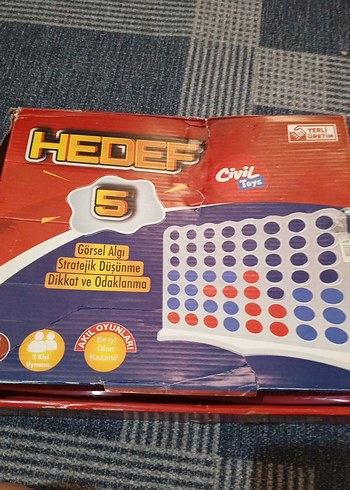 YERLİ
ÜRETİM
HEDEF
5
Civil
Toys
Görsel Algı
Stratejik Düşünme
Dikkat ve Odaklanma
2 Kişi
AKIL OYUNLARI
En iyi
Olan
Kazanır